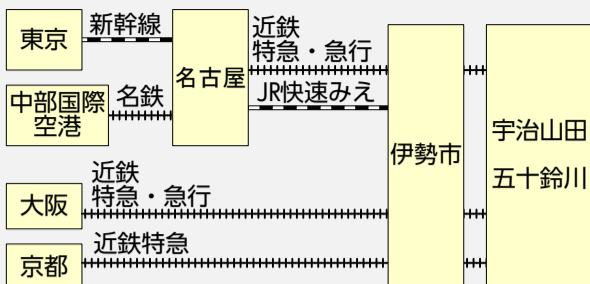 東京
新幹線
名古屋
近鉄
特急・急行
中部国際
空港
名鉄
JR快速みえ
伊勢市
宇治山田
五十鈴川
大阪
近鉄
特急・急行
京都
近鉄特急